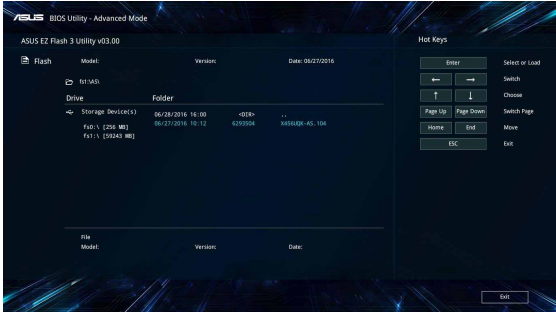 ASUS BIOS Utility - Advanced Mode
ASUS EZ Flash 3 Utility v03.00
Hot Keys
Flash Model: Version: Date: 06/27/2016
fs1:\A5\
Drive Folder
Storage Device(s) 06/28/2016 16:00 <DIR> ..
06/27/2016 10:12 6293504 X456UQK-AS.104
fs0:\ [256 MB]
fs1:\ [59243 MB]
File
Model: Version: Date:
Enter Select or Load
← → Switch
↑ ↓ Choose
Page Up Page Down Switch Page
Home End Move
ESC Exit
Exit